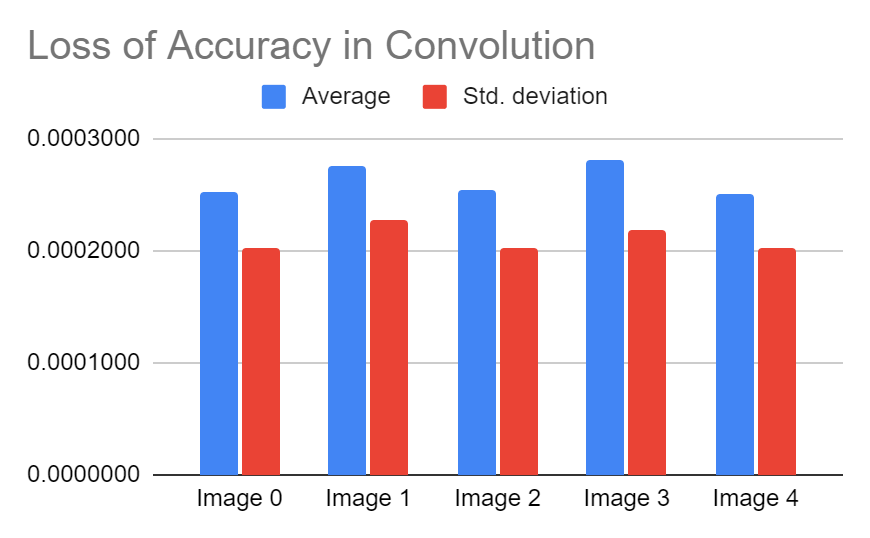 Loss of Accuracy in Convolution
Average Std. deviation
0.0003000
0.0002000
0.0001000
0.0000000
Image 0 Image 1 Image 2 Image 3 Image 4